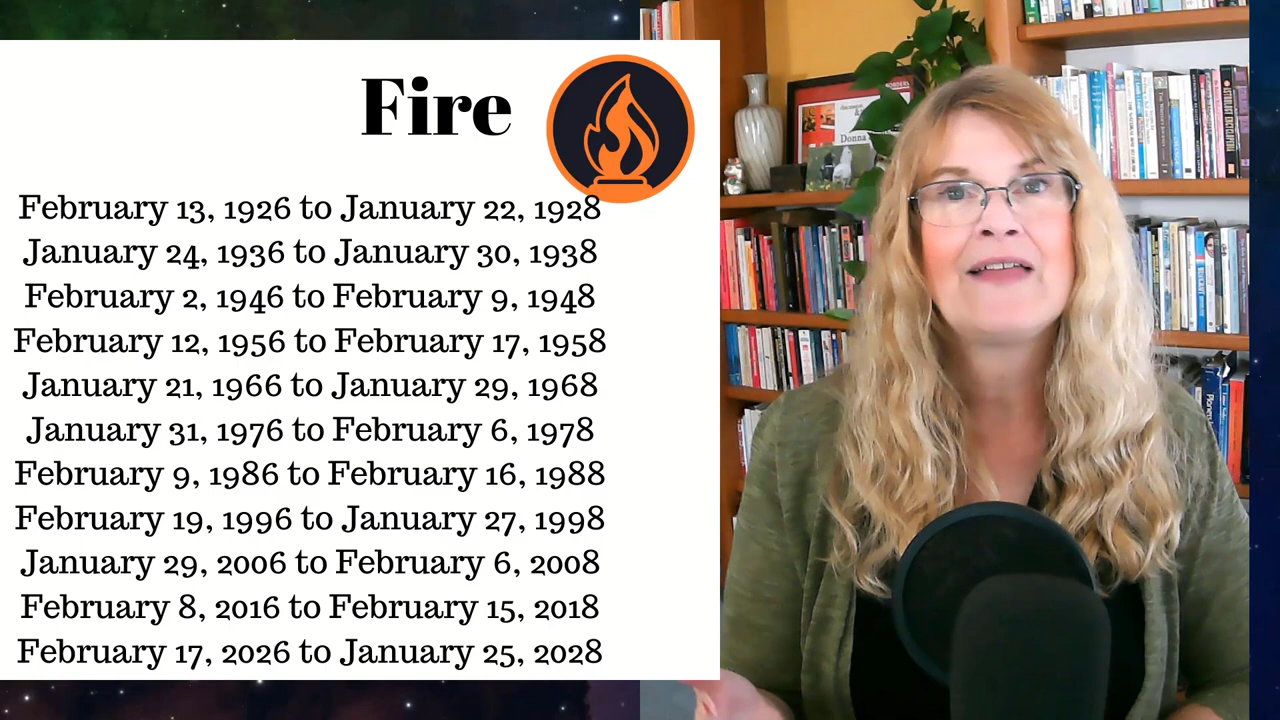 Fire
February 13, 1926 to January 22, 1928
January 24, 1936 to January 30, 1938
February 2, 1946 to February 9, 1948
February 12, 1956 to February 17, 1958
January 21, 1966 to January 29, 1968
January 31, 1976 to February 6, 1978
February 9, 1986 to February 16, 1988
February 19, 1996 to January 27, 1998
January 29, 2006 to February 6, 2008
February 8, 2016 to February 15, 2018
February 17, 2026 to January 25, 2028
Donna